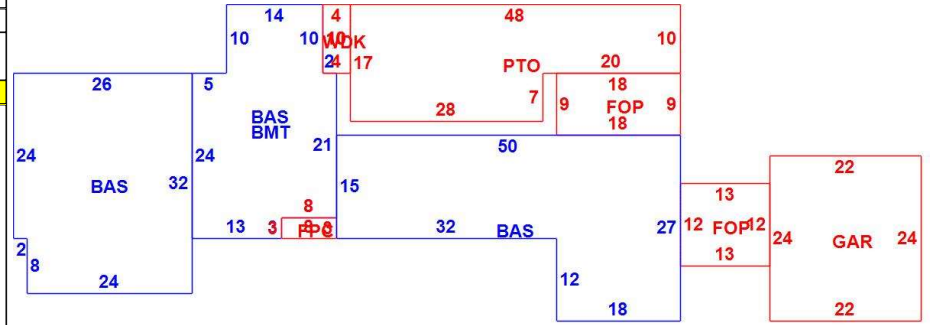 14 4 48
10 10 10 WDK 10
2 4 17 PTO 20
26 5 18
BAS 7 9 FOP 9
BMT 28 18
24 24 21 50
22
BAS 32 15 13
8
13 3 FPC 32 BAS 27 12 FOP 12 24 GAR 24
2 8 13
24 12
18 22